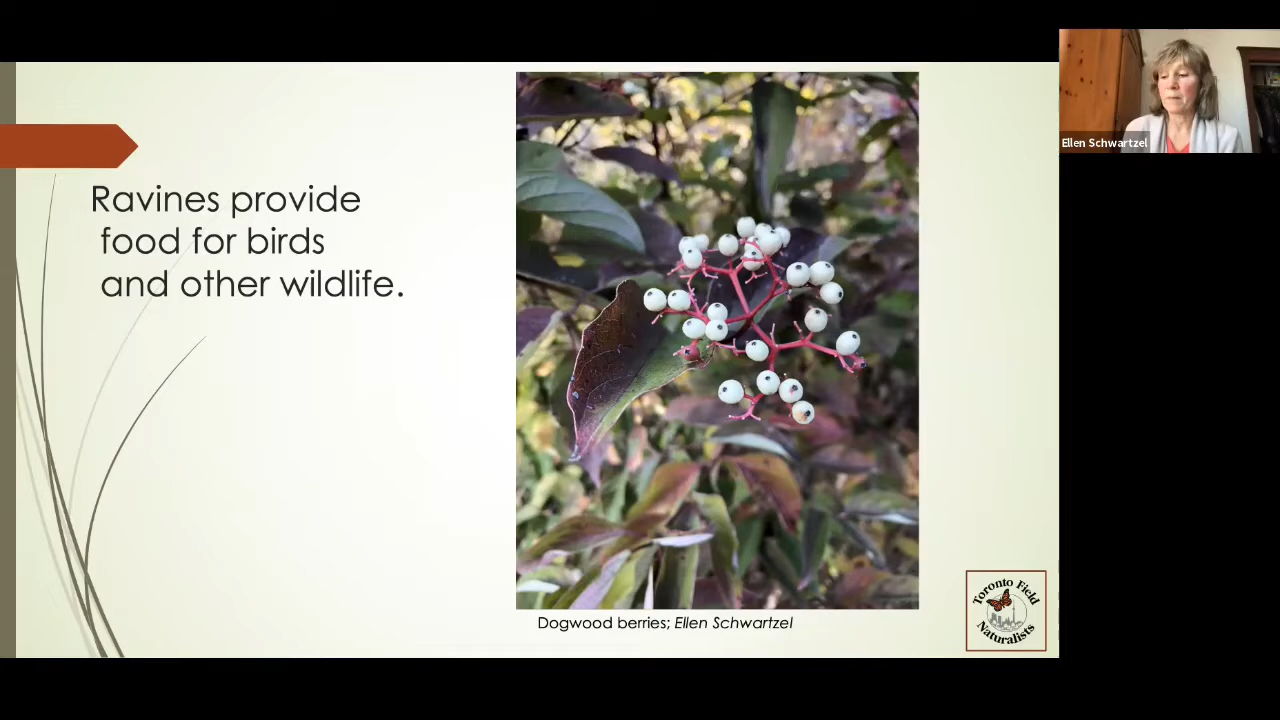 Ravines provide
food for birds
and other wildlife.
Dogwood berries; Ellen Schwartzel
Toronto Field
Naturalists
Ellen Schwartzel